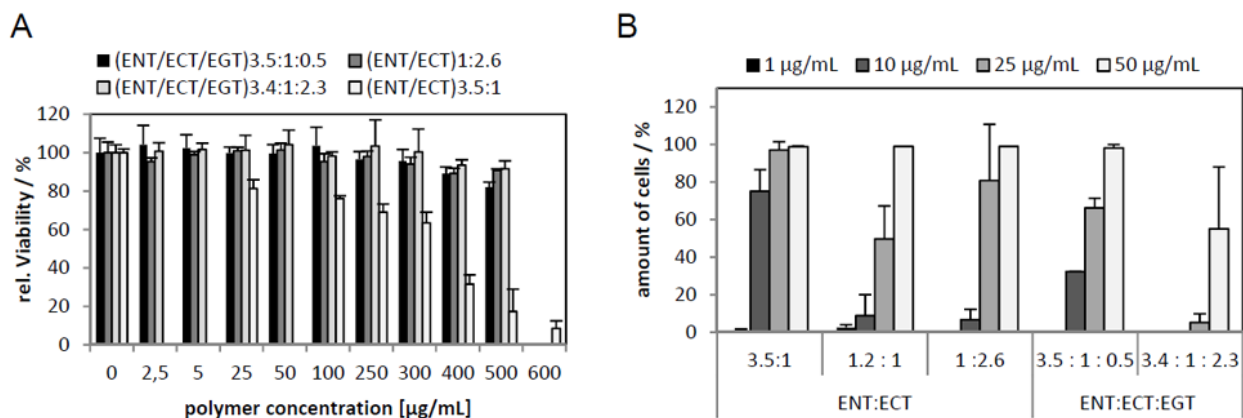 A
(ENT/ECT/EGT)3.5:1:0.5 (ENT/ECT)1:2.6
(ENT/ECT/EGT)3.4:1:2.3 (ENT/ECT)3.5:1
rel. Viability / %
120
100
80
60
40
20
0
0 2,5 5 25 50 100 250 300 400 500 600
polymer concentration [µg/mL]
B
1 µg/mL 10 µg/mL 25 µg/mL 50 µg/mL
amount of cells / %
120
100
80
60
40
20
0
3.5:1 1.2 : 1 1 :2.6 3.5 : 1 : 0.5 3.4 : 1 : 2.3
ENT:ECT ENT:ECT:EGT